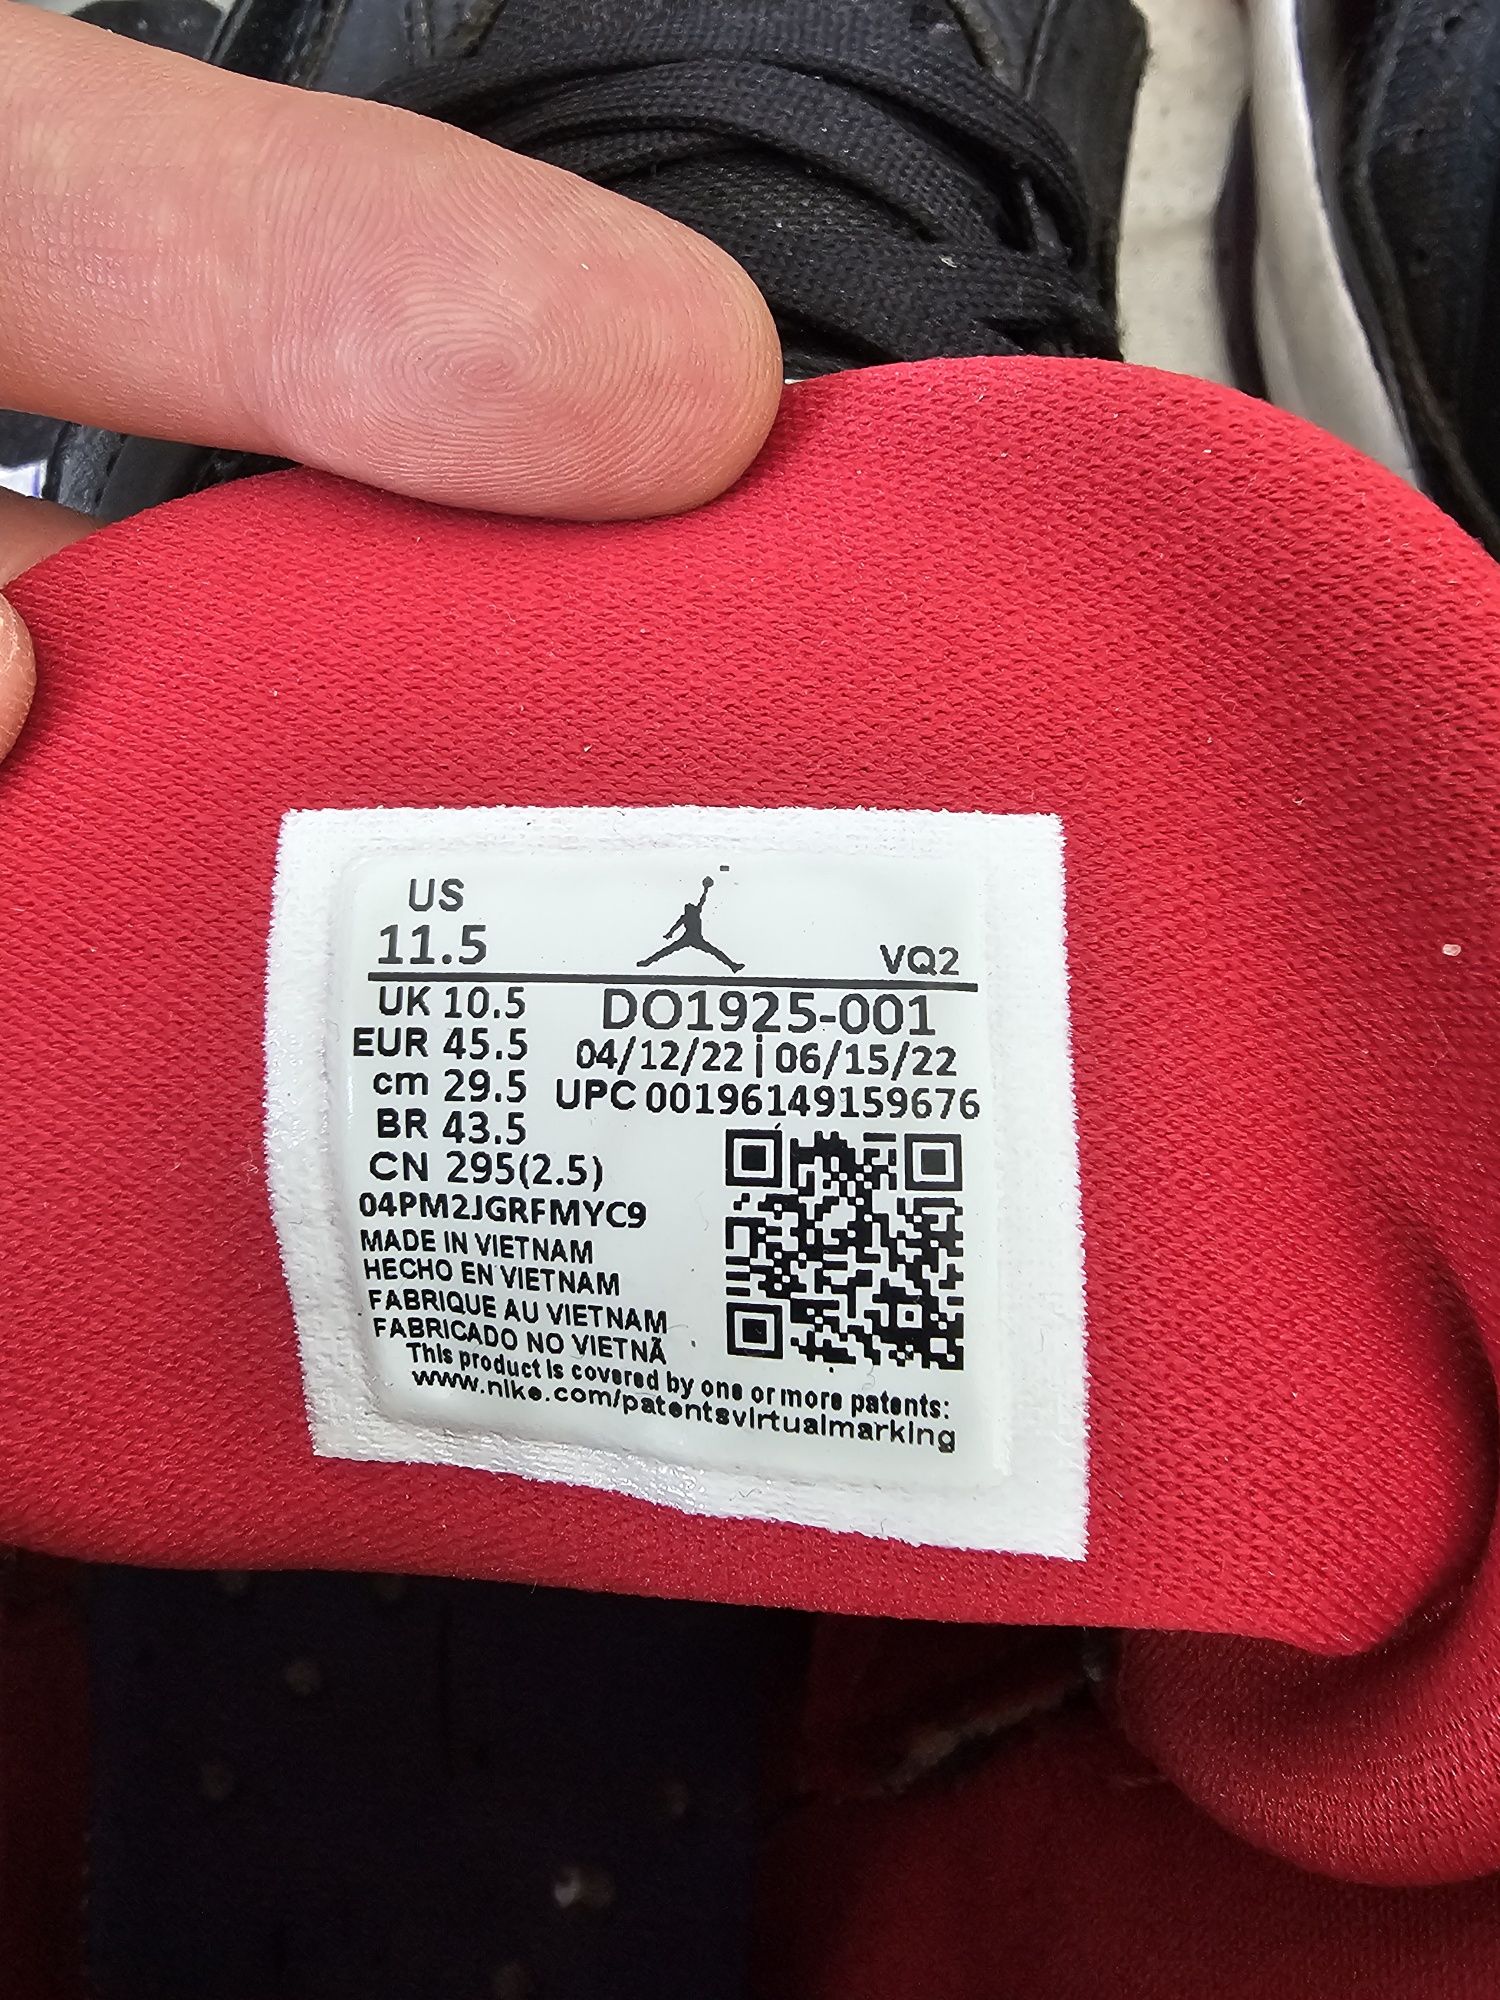 US
11.5
VQ2
UK 10.5
DO1925-001
EUR 45.5
04/12/22 | 06/15/22
cm 29.5
UPC 00196149159676
BR 43.5
CN 295(2.5)
04PM2JGRFMYC9
MADE IN VIETNAM
HECHO EN VIETNAM
FABRIQUE AU VIETNAM
FABRICADO NO VIETNÃ
This product is covered by one or more patents:
www.nike.com/patentsvirtualmarking